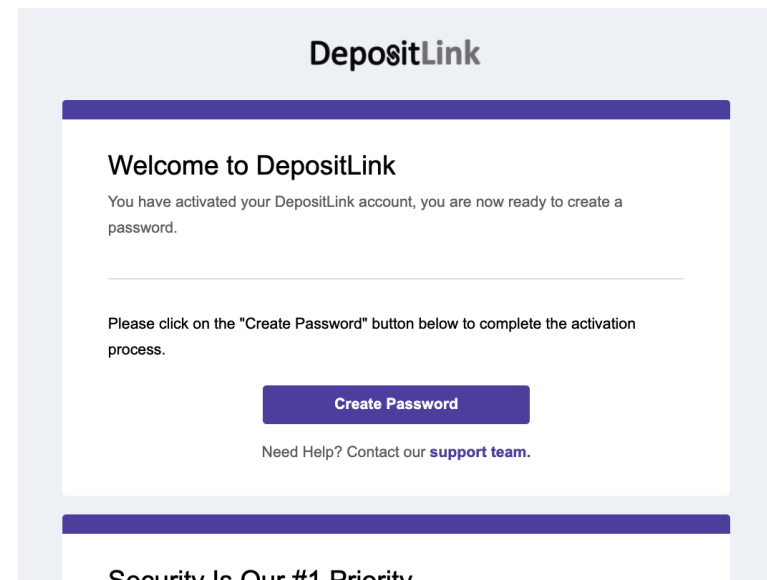 DepositLink
Welcome to DepositLink
You have activated your DepositLink account, you are now ready to create a
password.
Please click on the "Create Password" button below to complete the activation
process.
Create Password
Need Help? Contact our support team.
Security Is Our #1 Priority